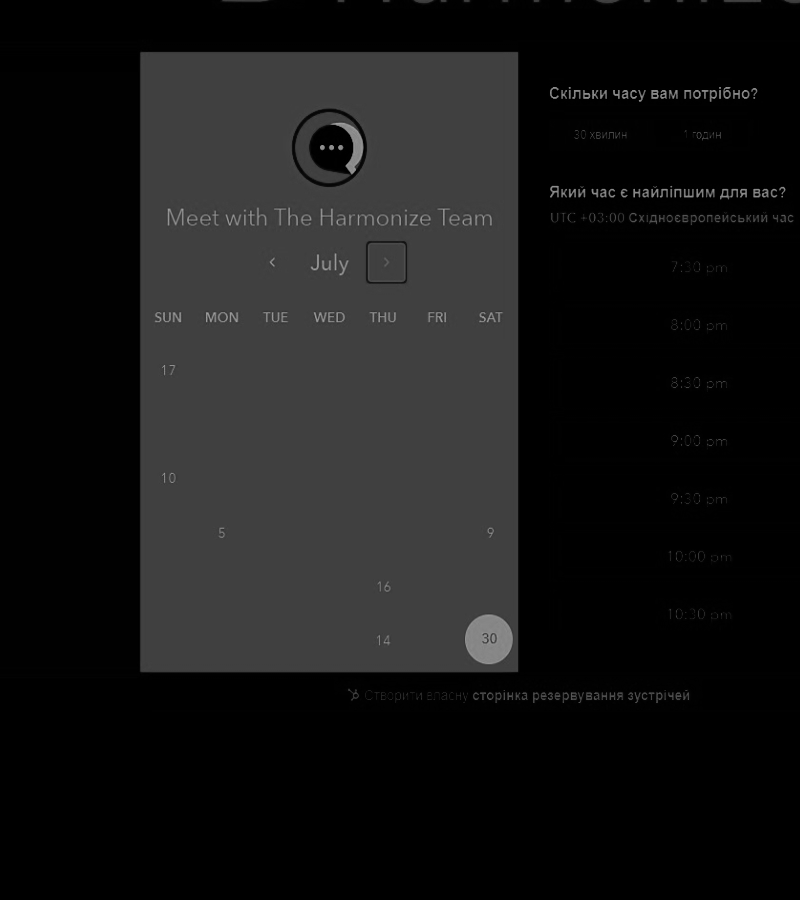 Meet with The Harmonize Team
July
SUN MON TUE WED THU FRI SAT
17
10
5 9
16
14 30
Скільки часу вам потрібно?
30 хвилин 1 годин
Який час є найліпшим для вас?
UTC +03:00 Східноєвропейський час
7:30 pm
8:00 pm
8:30 pm
9:00 pm
9:30 pm
10:00 pm
10:30 pm
Створити власну сторінка резервування зустрічей